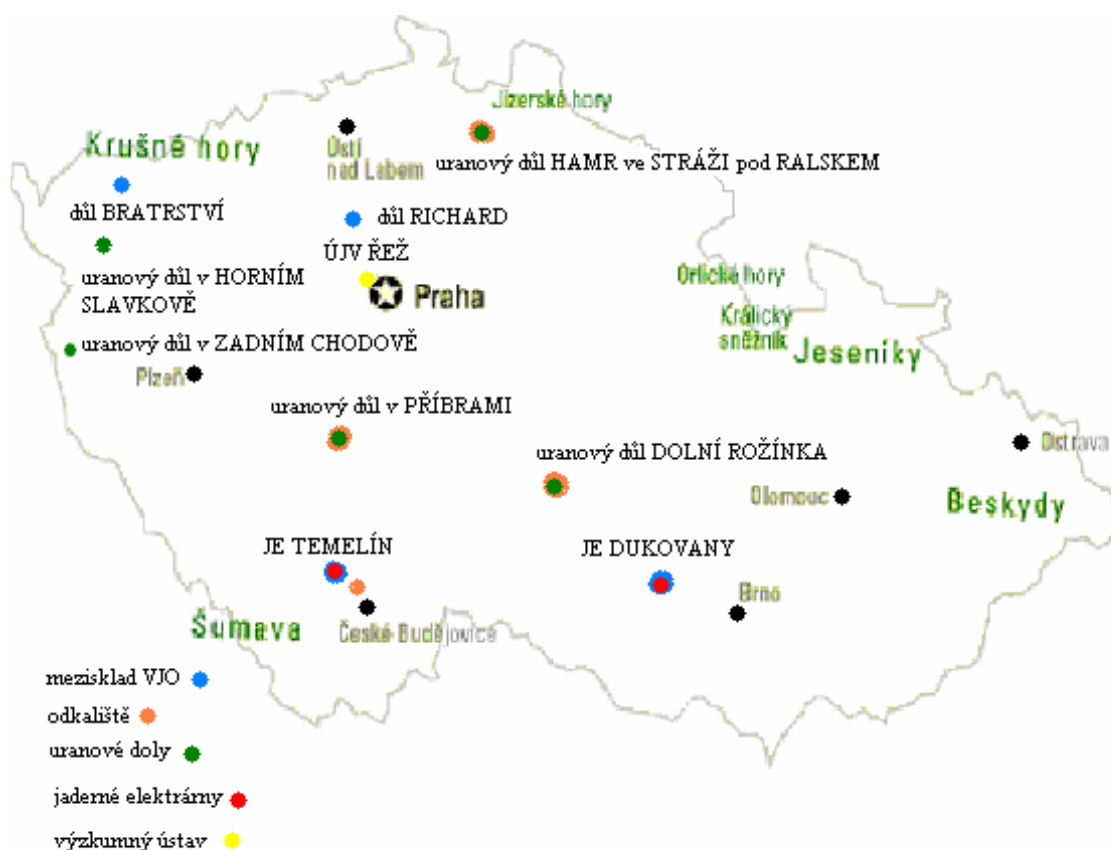 Jizerské hory
Krušné hory
Ústí
nad Labem
uranový důl HAMR ve STRÁŽI pod RALSKEM
důl BRATRSTVÍ
důl RICHARD
ÚJV ŘEŽ
uranový důl v HORNÍM
SLAVKOVĚ
Praha
Orlické hory
Králický
sněžník
Jeseníky
uranový důl v ZADNÍM CHODOVĚ
Plzeň
uranový důl v PŘÍBRAMI
uranový důl DOLNÍ ROŽÍNKA
Ostrava
Olomouc
Beskydy
JE TEMELÍN
JE DUKOVANY
Brno
Šumava
České Budějovice
mezisklad VJO
odkaliště
uranové doly
jaderné elektrárny
výzkumný ústav